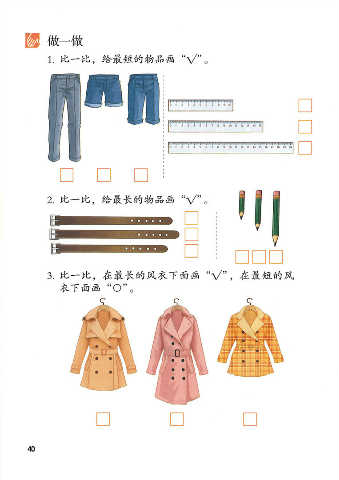 做一做
1. 比一比，给最短的物品画“√”。
2. 比一比，给最长的物品画“√”。
3. 比一比，在最长的风衣下面画“√”，在最短的风
衣下面画“○”。
40